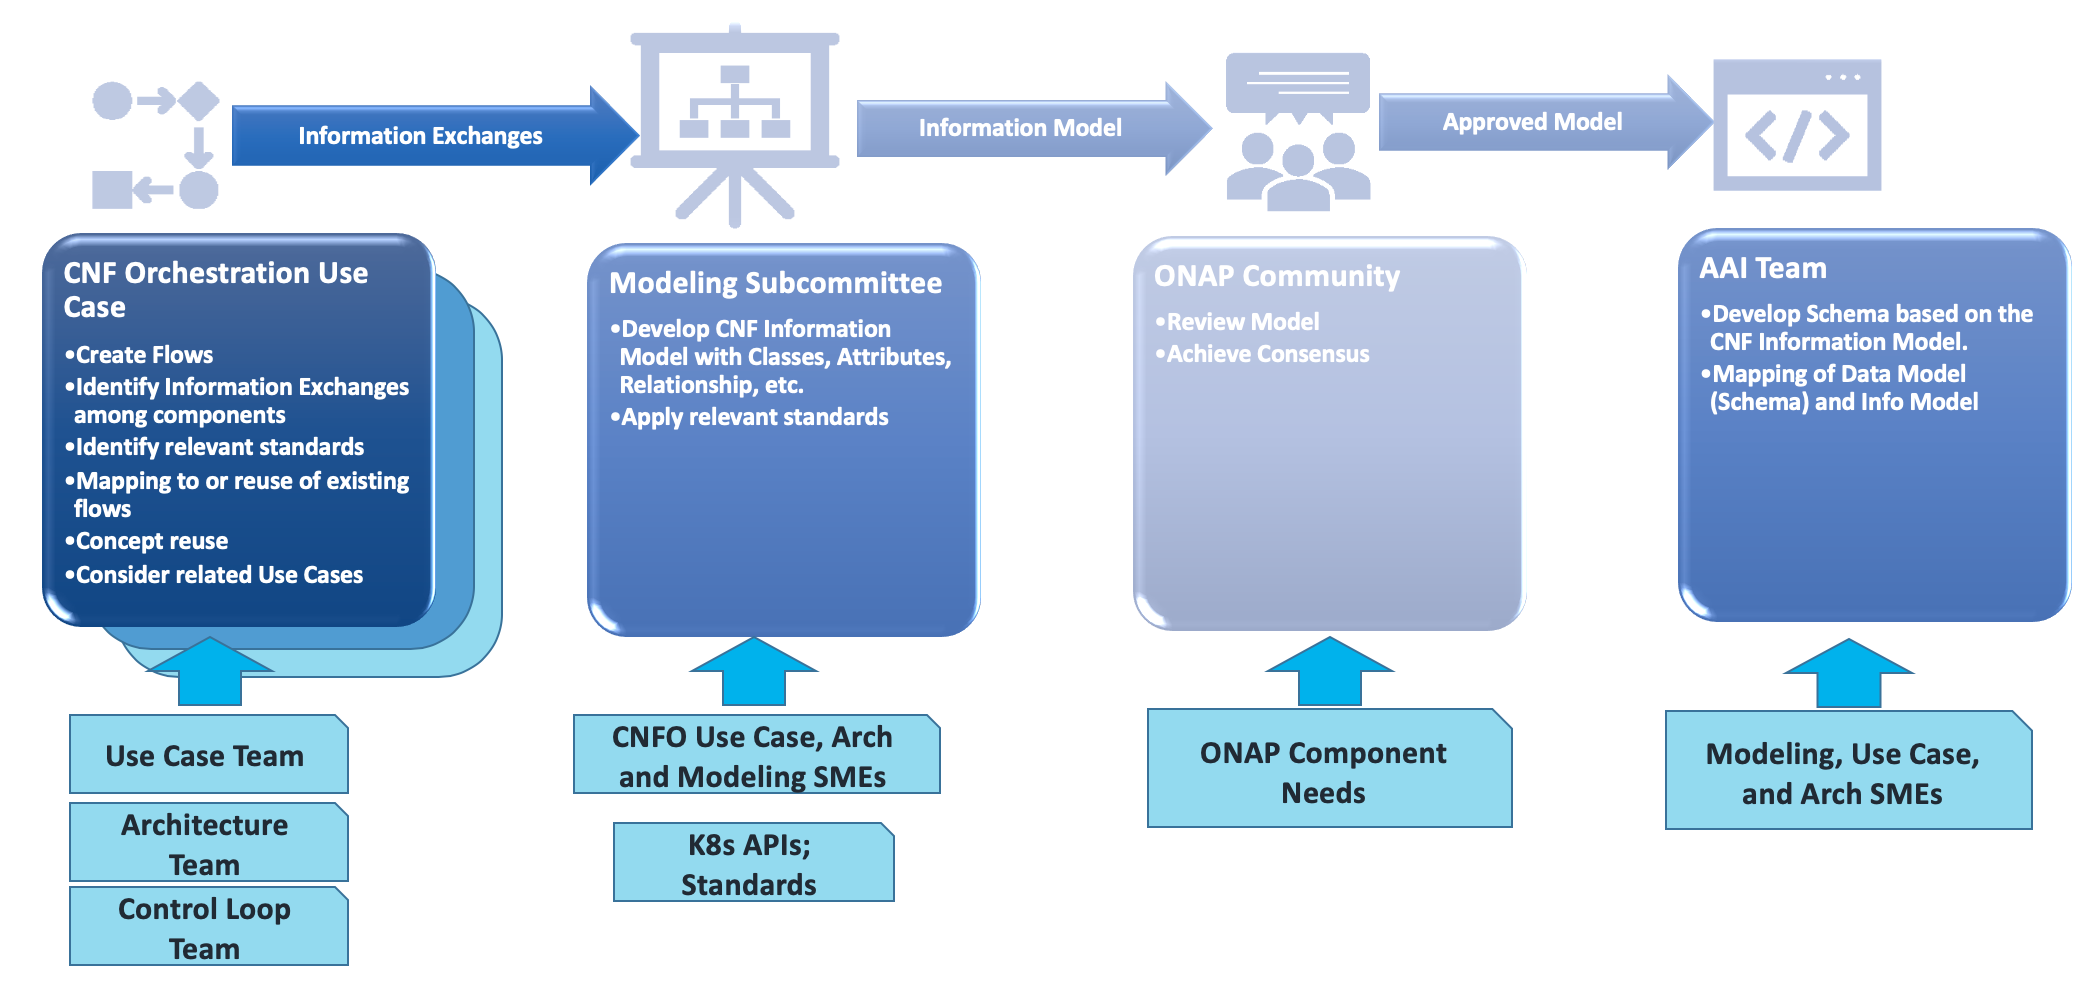 Information Exchanges
Information Model
Approved Model
CNF Orchestration Use
Case
•Create Flows
•Identify Information Exchanges
among components
•Identify relevant standards
•Mapping to or reuse of existing
flows
•Concept reuse
•Consider related Use Cases
Modeling Subcommittee
•Develop CNF Information
Model with Classes, Attributes,
Relationship, etc.
•Apply relevant standards
ONAP Community
•Review Model
•Achieve Consensus
AAI Team
•Develop Schema based on the
CNF Information Model.
•Mapping of Data Model
(Schema) and Info Model
Use Case Team
Architecture
Team
Control Loop
Team
CNFO Use Case, Arch
and Modeling SMEs
K8s APIs;
Standards
ONAP Component
Needs
Modeling, Use Case,
and Arch SMEs